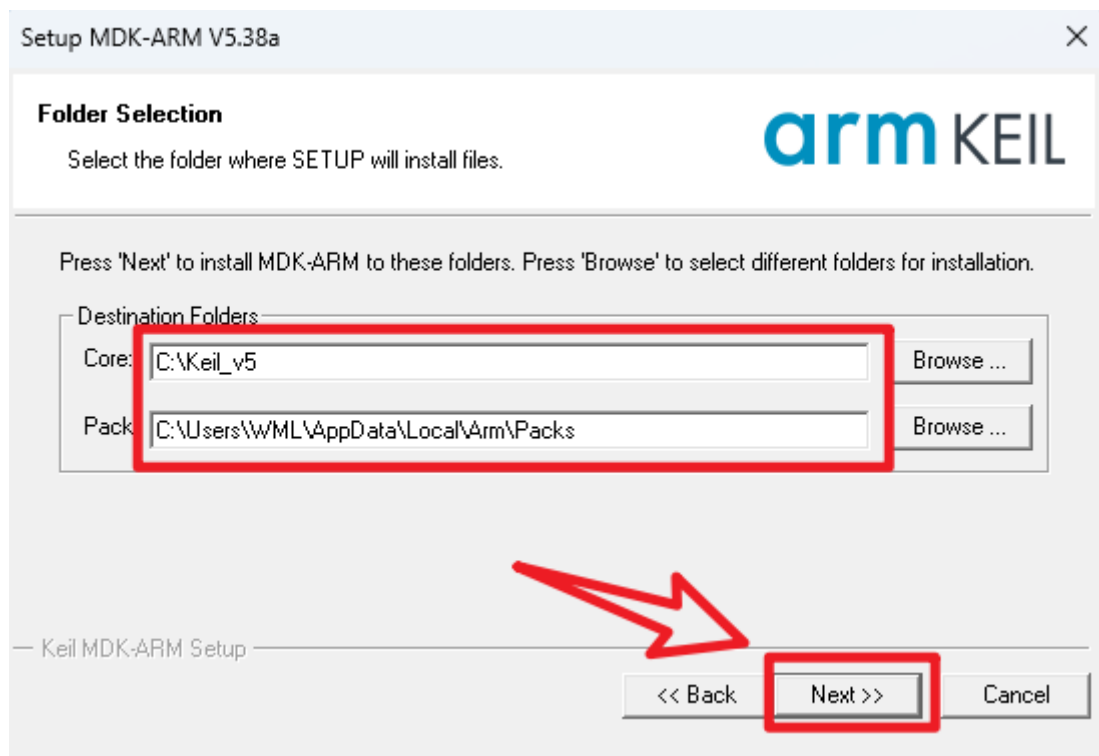 Setup MDK-ARM V5.38a
Folder Selection
Select the folder where SETUP will install files.
arm KEIL
Press 'Next' to install MDK-ARM to these folders. Press 'Browse' to select different folders for installation.
Destination Folders
Core: C:\Keil_v5 Browse ...
Pack C:\Users\WML\AppData\Local\Arm\Packs Browse ...
Keil MDK-ARM Setup
<< Back Next >> Cancel